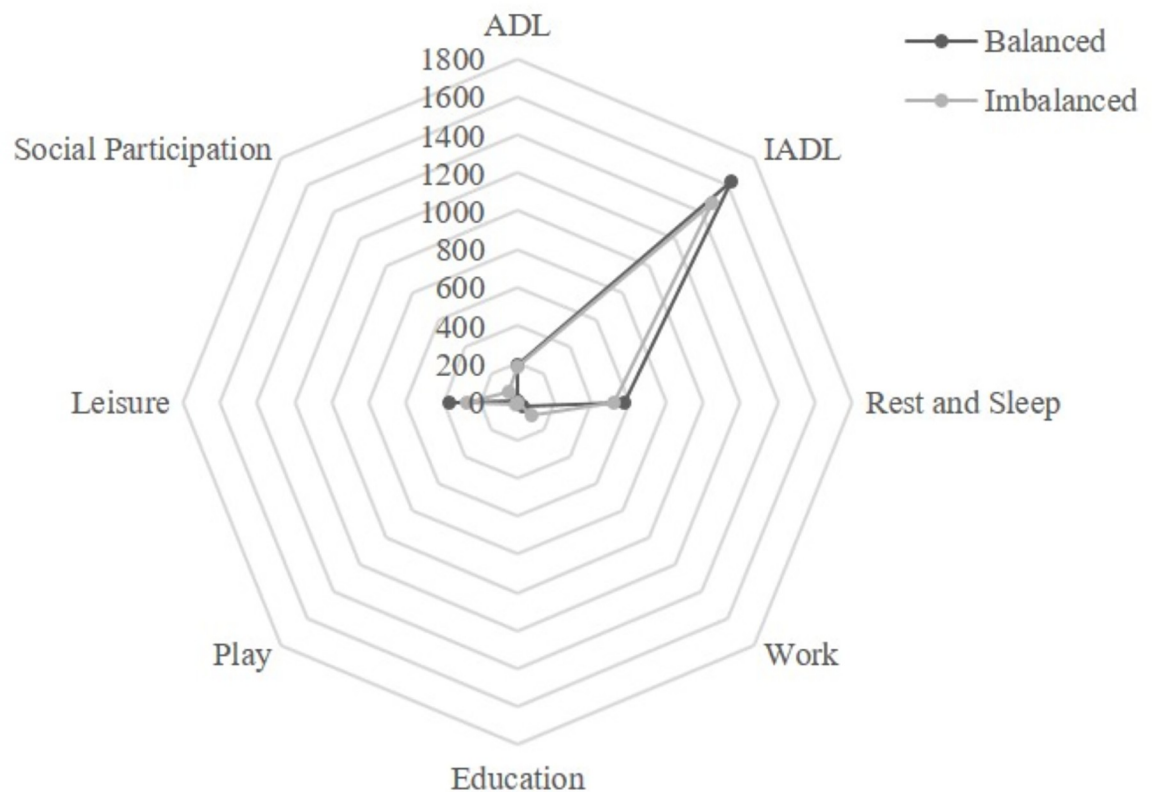 ADL
Balanced
1800
1600
Imbalanced
1400
Social Participation
IADL
1200
1000
800
600
400
200
0
Leisure
Rest and Sleep
Play
Work
Education